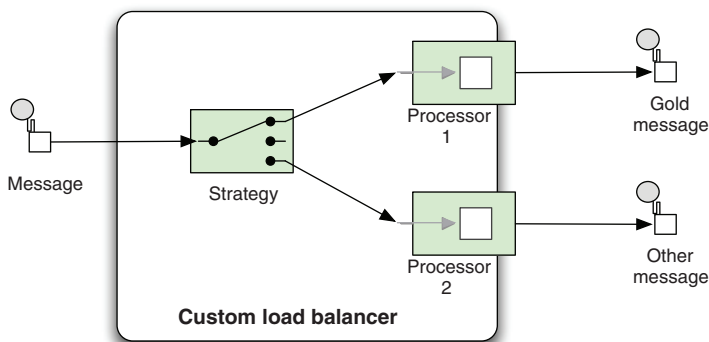 Message
Strategy
Processor
1
Gold
message
Processor
2
Other
message
Custom load balancer